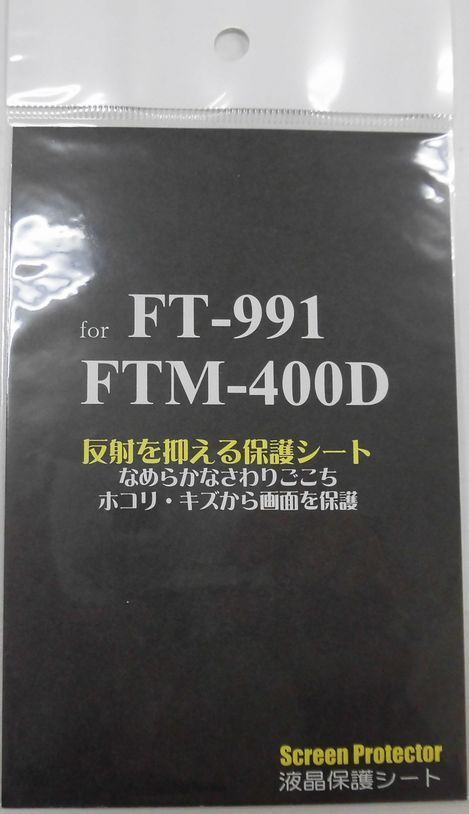 for FT-991
FTM-400D
反射を抑える保護シート
なめらかなさわりごこち
ホコリ・キズから画面を保護
Screen Protector
液晶保護シート